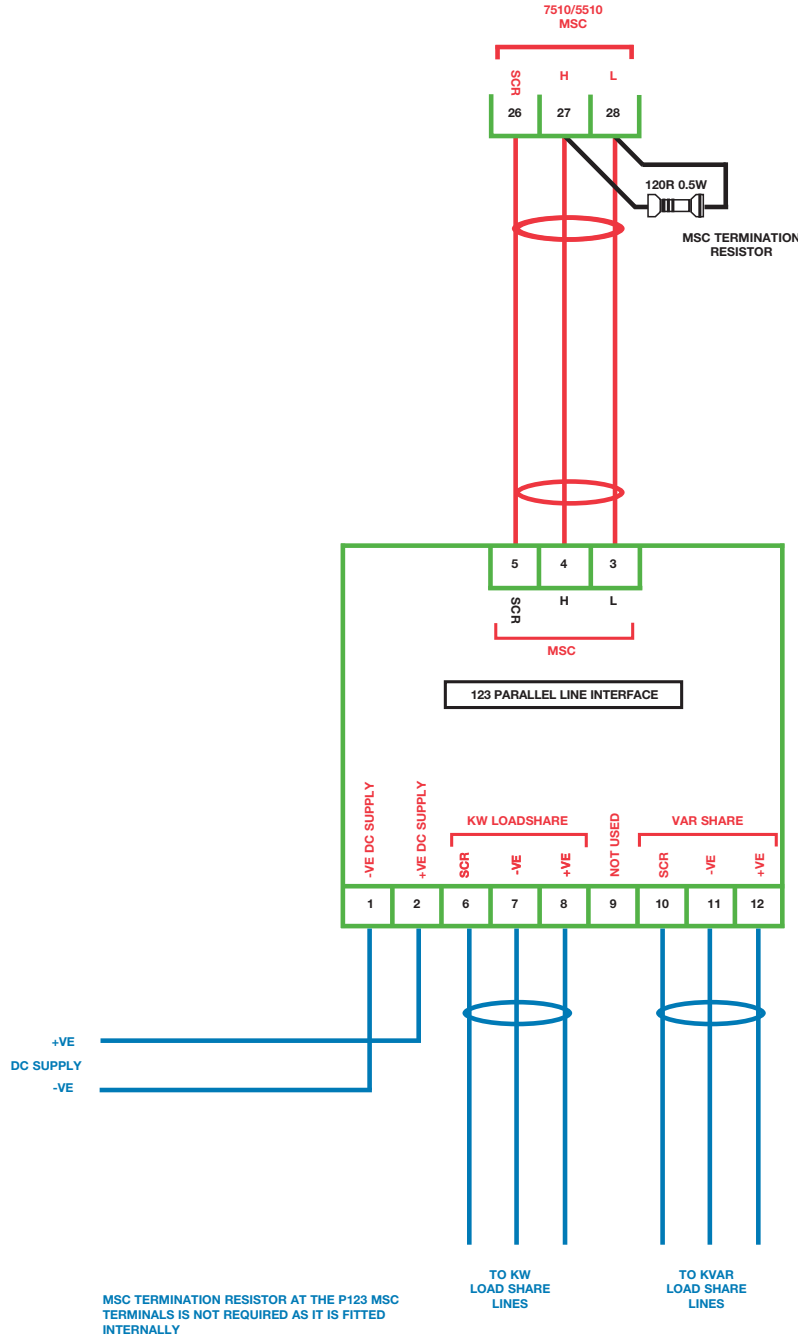 7510/5510
MSC
SCR H L
26 27 28
120R 0.5W
MSC TERMINATION
RESISTOR
5 4 3
SCR H L
MSC
123 PARALLEL LINE INTERFACE
-VE DC SUPPLY
+VE DC SUPPLY
KW LOADSHARE
SCR -VE +VE
NOT USED
VAR SHARE
SCR -VE +VE
1 2 6 7 8 9 10 11 12
+VE
DC SUPPLY
-VE
TO KW
LOAD SHARE
LINES
TO KVAR
LOAD SHARE
LINES
MSC TERMINATION RESISTOR AT THE P123 MSC
TERMINALS IS NOT REQUIRED AS IT IS FITTED
INTERNALLY